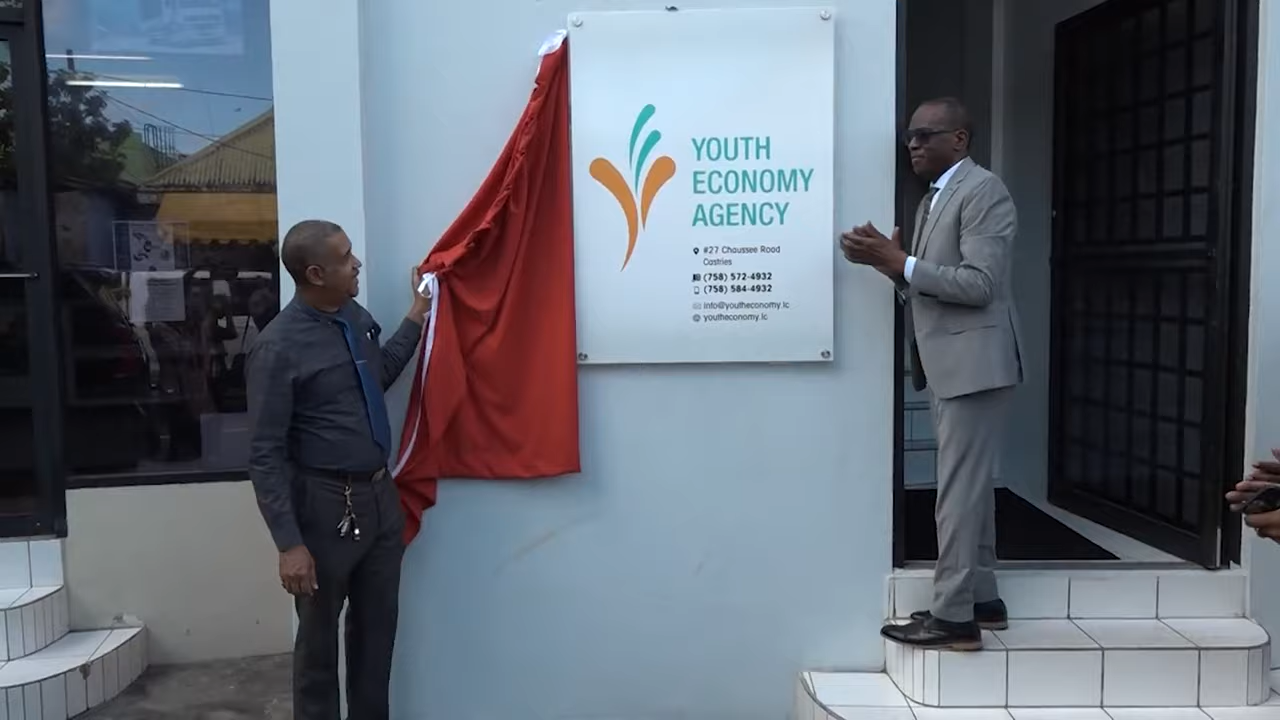 YOUTH
ECONOMY
AGENCY
#27 Chaussee Road
Castries
(758) 572-4932
(758) 584-4932
info@youtheconomy.lc
youtheconomy.lc